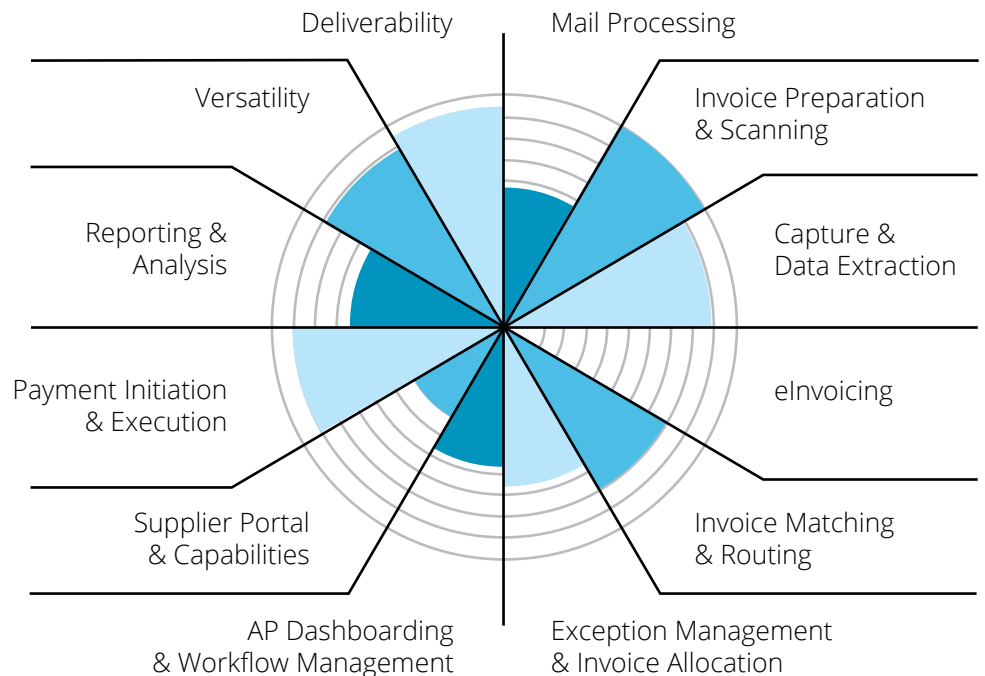 Deliverability
Mail Processing
Versatility
Invoice Preparation
& Scanning
Reporting &
Analysis
Capture &
Data Extraction
Payment Initiation
& Execution
eInvoicing
Supplier Portal
& Capabilities
Invoice Matching
& Routing
AP Dashboarding
& Workflow Management
Exception Management
& Invoice Allocation